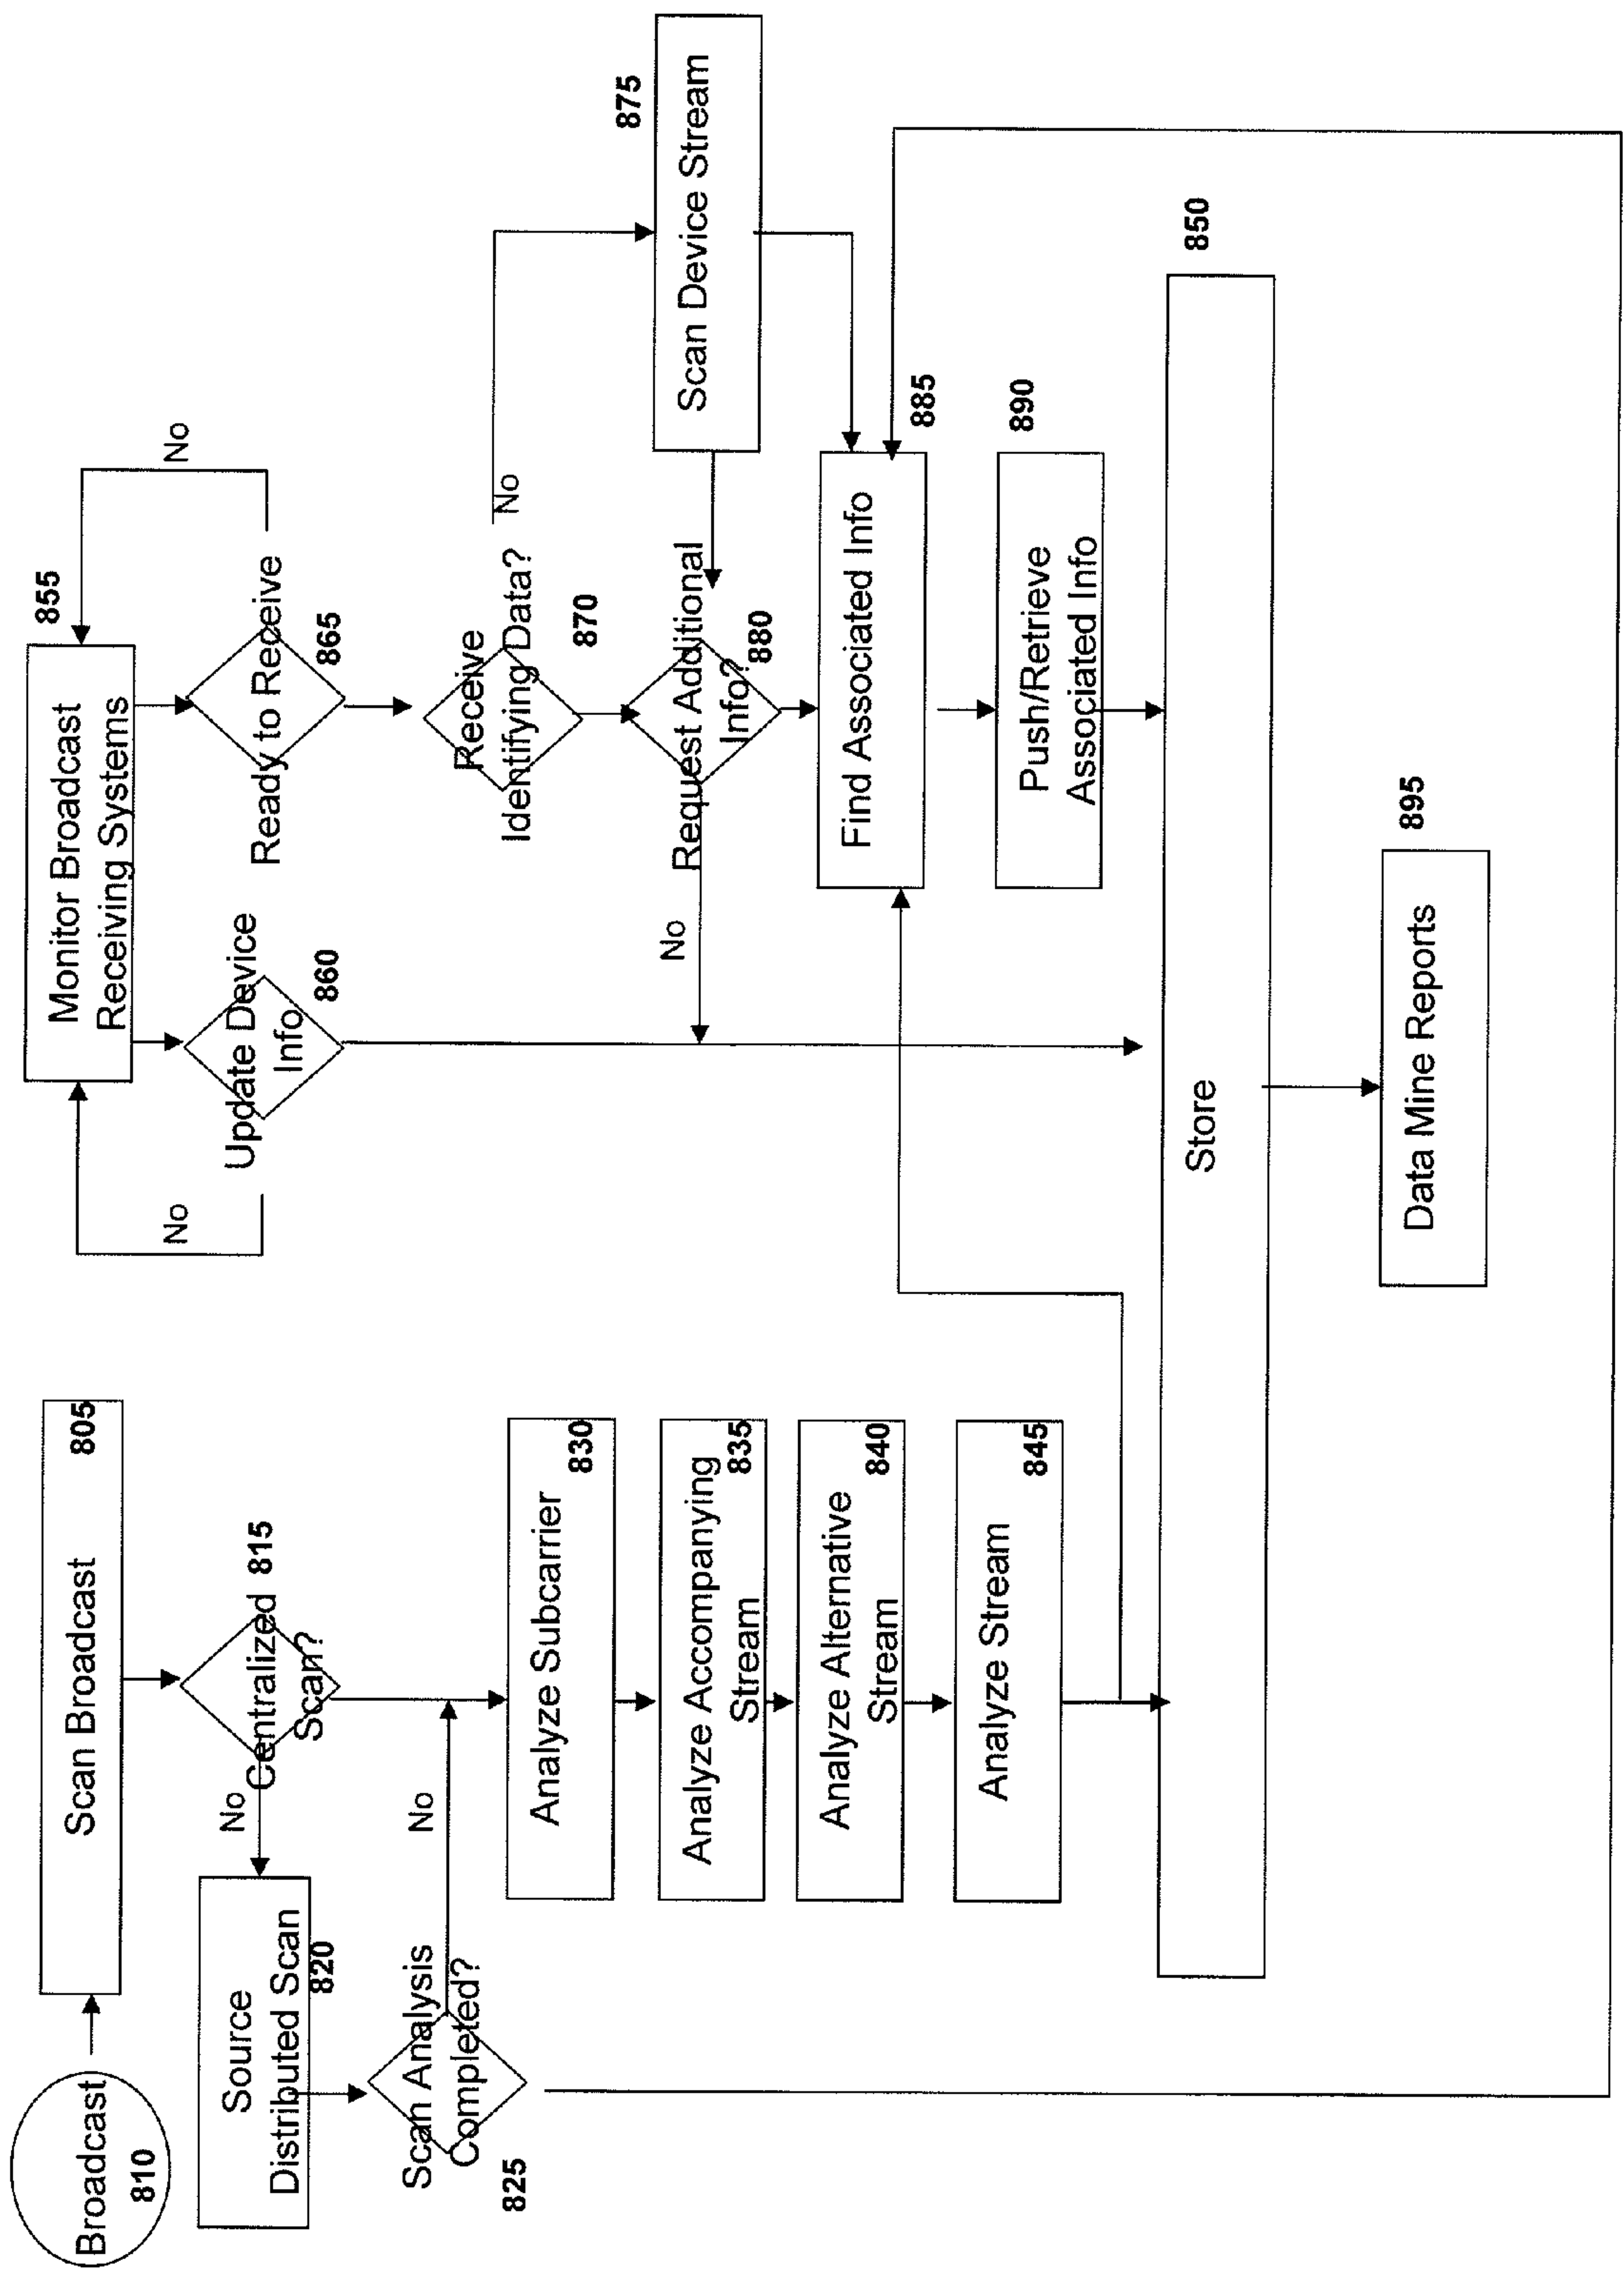 Broadcast
810
Scan Broadcast
805
Centralized
Scan?
815
No
Source
Distributed Scan
820
Scan Analysis
Completed?
825
No
Analyze Subcarrier
830
Analyze Accompanying
Stream
835
Analyze Alternative
Stream
840
Analyze Stream
845
Monitor Broadcast
Receiving Systems
855
No
Update Device
Info
860
No
Ready to Receive
865
Receive
Identifying Data?
870
No
Scan Device Stream
875
Request Additional
Info?
880
No
Find Associated Info
885
Push/Retrieve
Associated Info
890
Store
850
Data Mine Reports
895